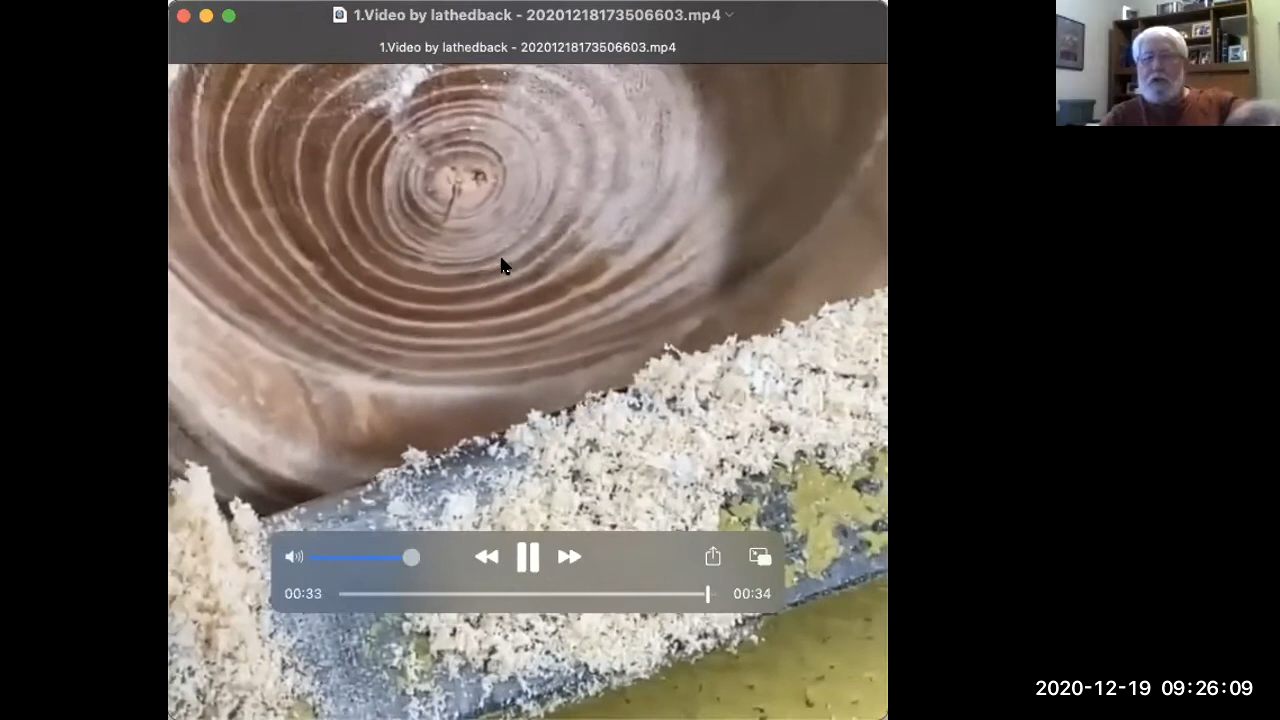 1.Video by lathedback - 20201218173506603.mp4
1.Video by lathedback - 20201218173506603.mp4
00:33
00:34
2020-12-19 09:26:09